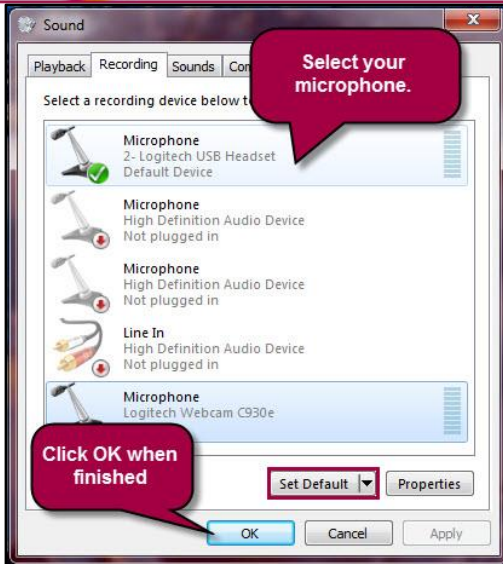 Sound
Playback Recording Sounds
Select your
microphone.
Select a recording device below
Microphone
2- Logitech USB Headset
Default Device
Microphone
High Definition Audio Device
Not plugged in
Microphone
High Definition Audio Device
Not plugged in
Line In
High Definition Audio Device
Not plugged in
Microphone
Logitech Webcam C930e
Click OK when
finished
Set Default Properties
OK Cancel Apply